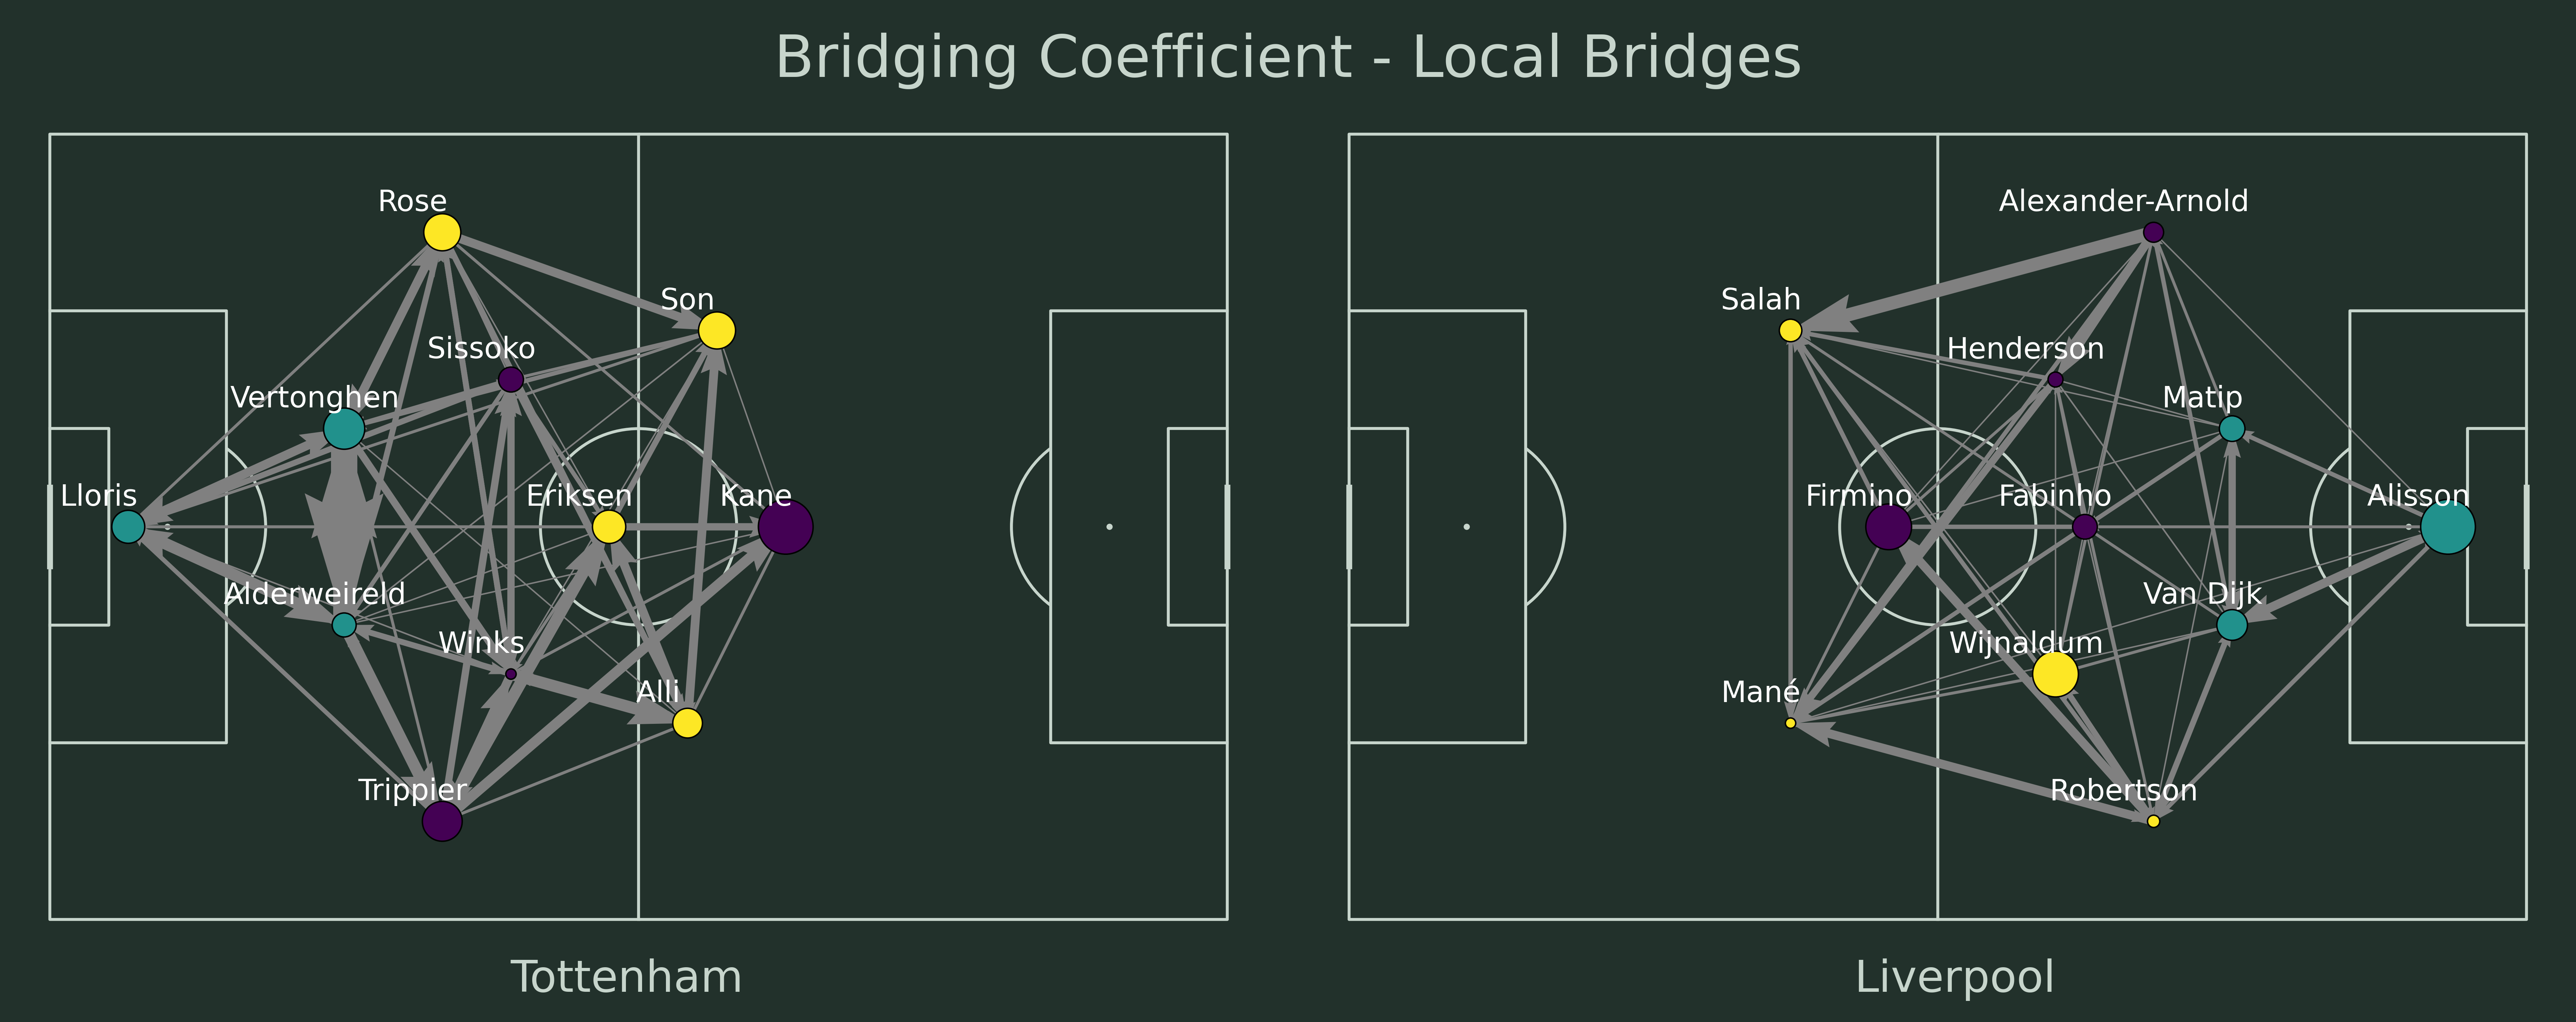 Bridging Coefficient - Local Bridges
Rose
Son
Sissoko
Vertonghen
Lloris
Eriksen
Kane
Alderweireld
Winks
Alli
Trippier
Tottenham
Alexander-Arnold
Salah
Henderson
Matip
Firmino
Fabinho
Alisson
Van Dijk
Wijnaldum
Mané
Robertson
Liverpool